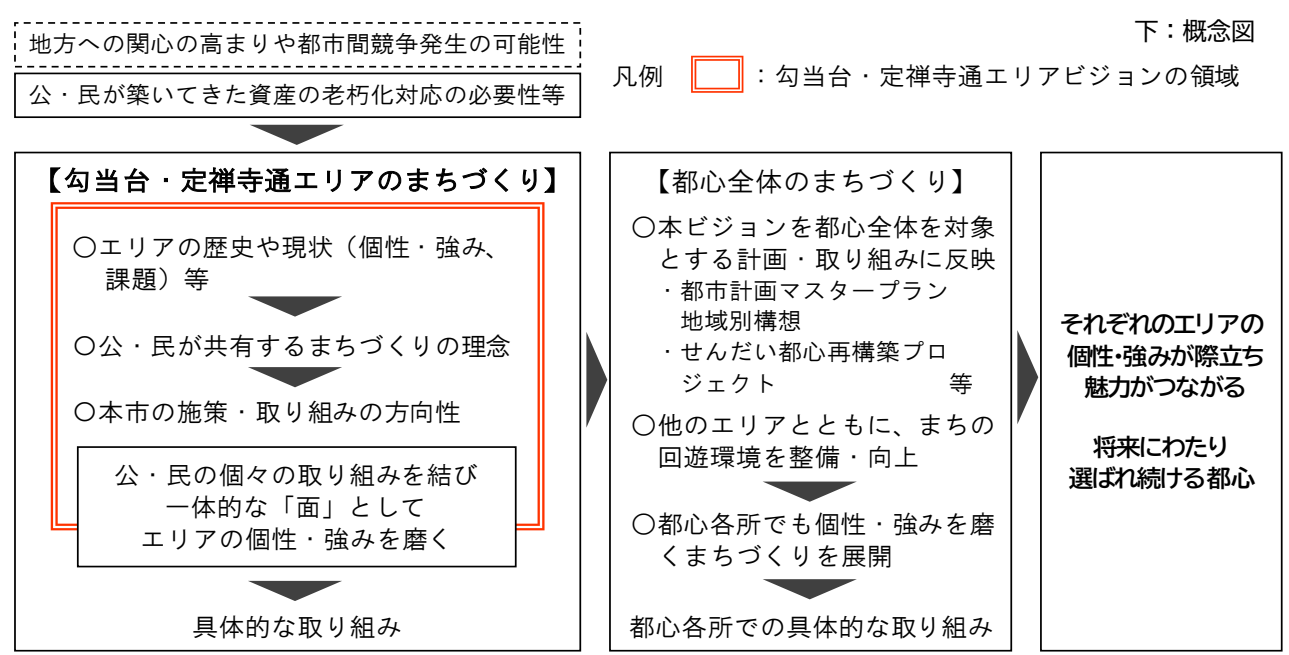 下：概念図
地方への関心の高まりや都市間競争発生の可能性
公・民が築いてきた資産の老朽化対応の必要性等
凡例
：勾当台・定禅寺通エリアビジョンの領域
【勾当台・定禅寺通エリアのまちづくり】
〇エリアの歴史や現状（個性・強み、
課題）等
〇公・民が共有するまちづくりの理念
〇本市の施策・取り組みの方向性
公・民の個々の取り組みを結び
一体的な「面」として
エリアの個性・強みを磨く
具体的な取り組み
【都心全体のまちづくり】
〇本ビジョンを都心全体を対象
とする計画・取り組みに反映
・都市計画マスタープラン
地域別構想
・せんだい都心再構築プロ
ジェクト　等
〇他のエリアとともに、まちの
回遊環境を整備・向上
〇都心各所でも個性・強みを磨
くまちづくりを展開
都心各所での具体的な取り組み
それぞれのエリアの
個性・強みが際立ち
魅力がつながる
将来にわたり
選ばれ続ける都心